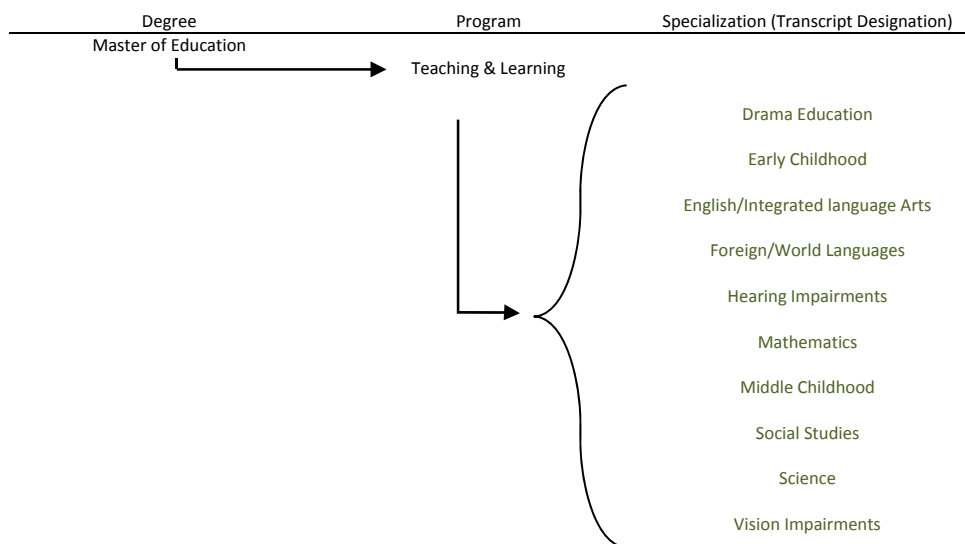 Degree Program Specialization (Transcript Designation)
Master of Education
Teaching & Learning
Drama Education
Early Childhood
English/Integrated language Arts
Foreign/World Languages
Hearing Impairments
Mathematics
Middle Childhood
Social Studies
Science
Vision Impairments